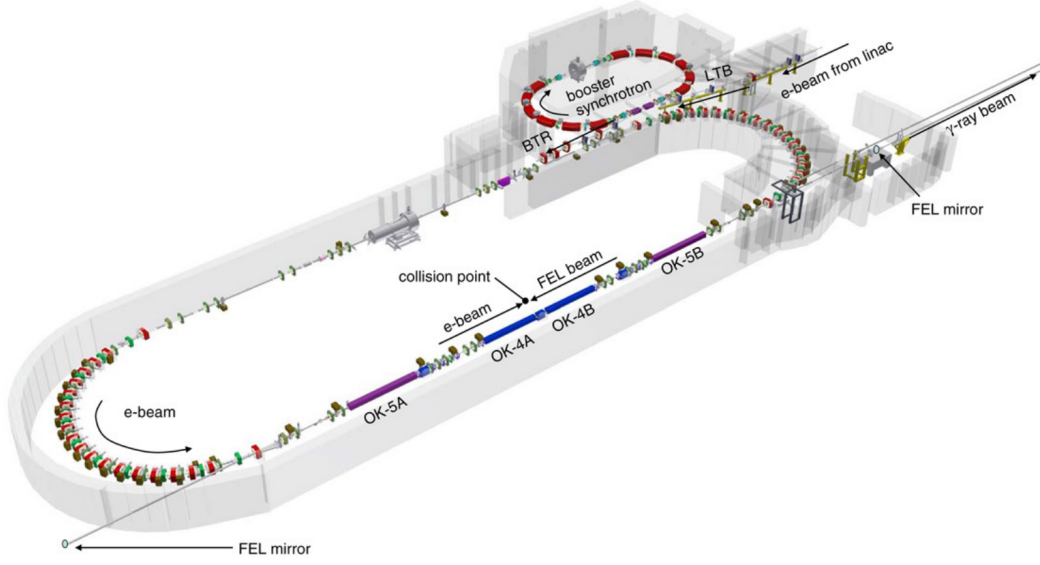 e-beam from linac
LTB
booster
synchrotron
BTR
γ-ray beam
FEL mirror
OK-5B
FEL beam
collision point
e-beam
OK-4B
OK-4A
OK-5A
e-beam
FEL mirror